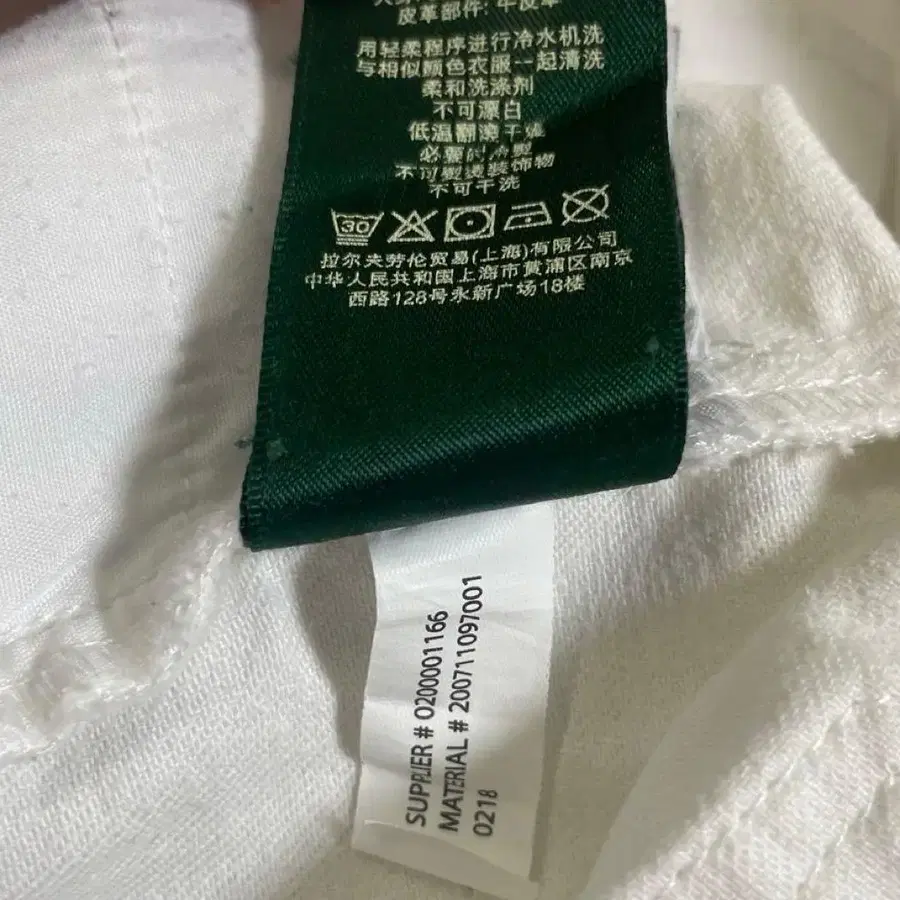 皮革部件: 牛皮革
用轻柔程序进行冷水机洗
与相似颜色衣服一起清洗
柔和洗涤剂
不可漂白
低温翻滚干燥
必要时
不可熨烫装饰物
不可干洗
30
拉尔夫劳伦贸易(上海)有限公司
中华人民共和国上海市黄浦区南京
西路128号永新广场18楼
SUPPLIER # 0200001166
MATERIAL # 200711097001
0218